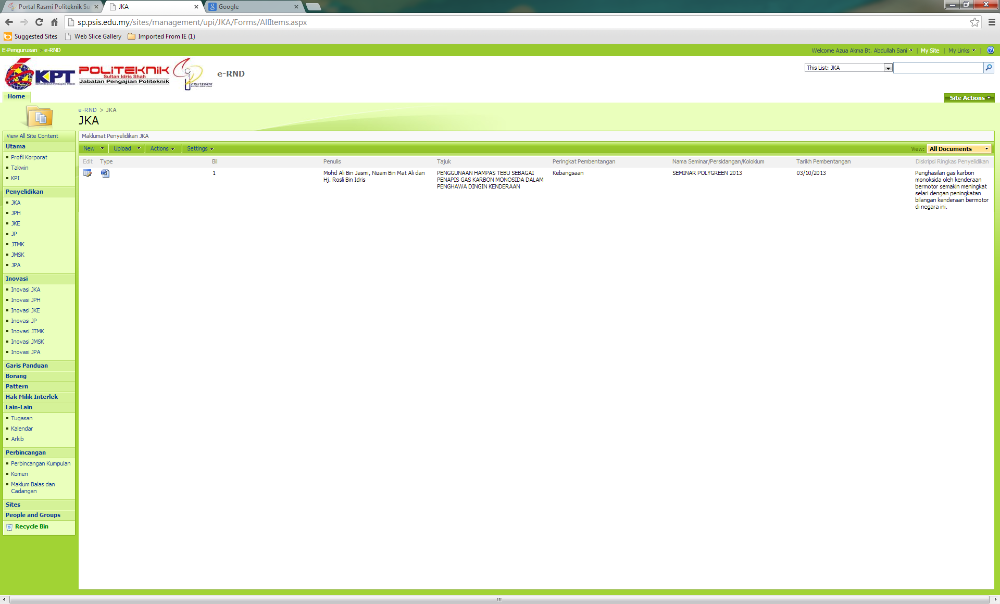 Portal Rasmi Politeknik Su
JKA
Google
sp.psis.edu.my/sites/management/upi/JKA/Forms/AllItems.aspx
Suggested Sites
Web Slice Gallery
Imported From IE (1)
E-Pengurusan > e-RND
Welcome Azua Akma Bt. Abdullah Sani
My Site
My Links
KPT
KEMENTERIAN PENGAJIAN TINGGI
POLITEKNIK
Sultan Idris Shah
Jabatan Pengajian Politeknik
POLITEKNIK
SULTAN IDRIS SHAH
e-RND
This List: JKA
Home
Site Actions
e-RND > JKA
JKA
View All Site Content
Utama
Profil Korporat
Takwin
KPI
Penyelidikan
JKA
JPH
JKE
JP
JTMK
JMSK
JPA
Inovasi
Inovasi JKA
Inovasi JPH
Inovasi JKE
Inovasi JP
Inovasi JTMK
Inovasi JMSK
Inovasi JPA
Garis Panduan
Borang
Pattern
Hak Milik Interlek
Lain-Lain
Tugasan
Kalendar
Arkib
Perbincangan
Perbincangan Kumpulan
Komen
Maklum Balas dan
Cadangan
Sites
People and Groups
Recycle Bin
Maklumat Penyelidikan JKA
New Upload Actions Settings
View: All Documents
Edit Type Bil Penulis Tajuk Peringkat Pembentangan Nama Seminar/Persidangan/Kolokium Tarikh Pembentangan Diskripsi Ringkas Penyelidikan
1
Mohd Ali Bin Jasmi, Nizam Bin Mat Ali dan
Hj. Rosli Bin Idris
PENGGUNAAN HAMPAS TEBU SEBAGAI
PENAPIS GAS KARBON MONOSIDA DALAM
PENGHAWA DINGIN KENDERAAN
Kebangsaan
SEMINAR POLYGREEN 2013
03/10/2013
Penghasilan gas karbon
monoksida oleh kenderaan
bermotor semakin meningkat
selari dengan peningkatan
bilangan kenderaan bermotor
di negara ini.